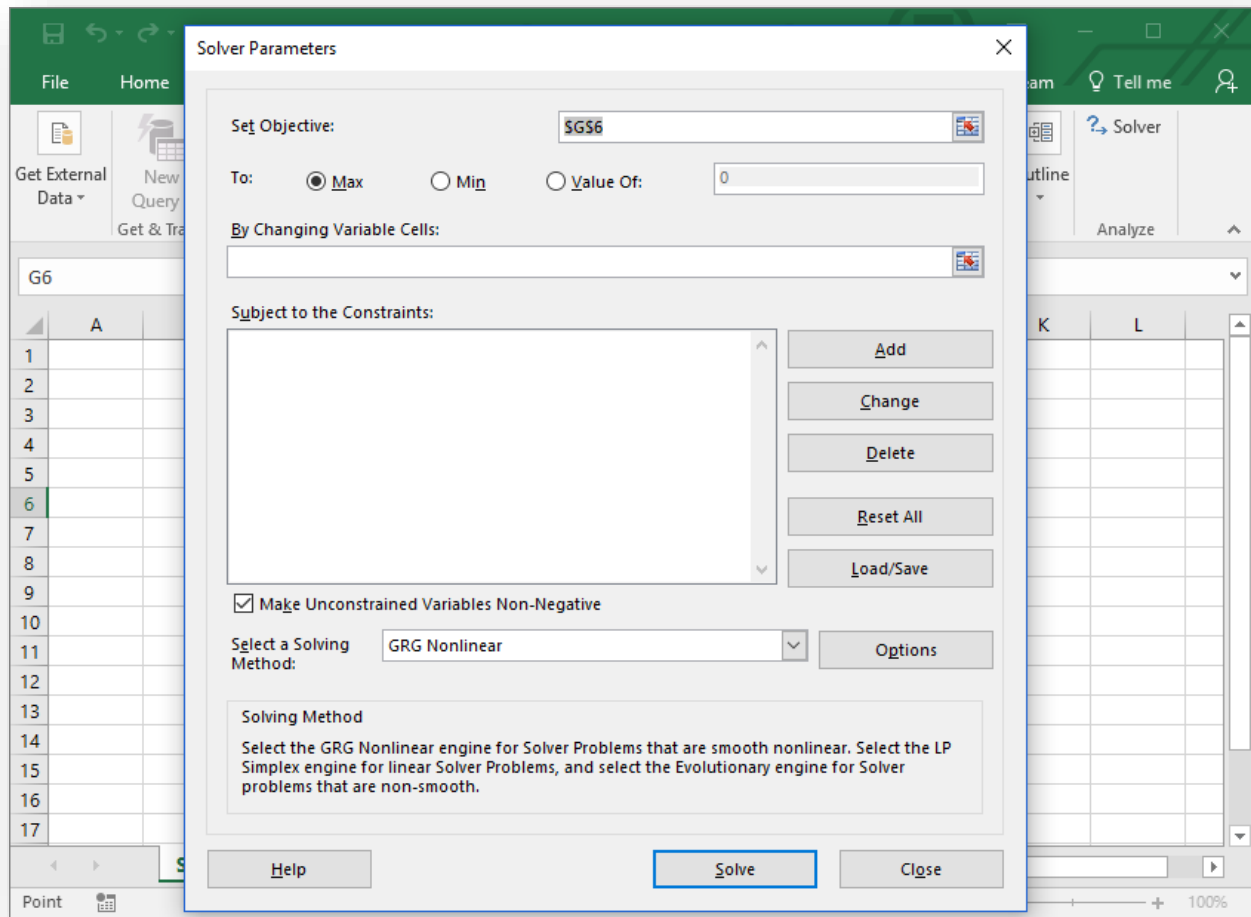 Solver Parameters
File
Home
Tell me
Set Objective:
$G$6
Solver
Get External
Data
New
Query
To:
Max
Min
Value Of:
0
Get & Tra
By Changing Variable Cells:
Analyze
G6
Subject to the Constraints:
A
K
L
1
2
3
4
5
6
7
8
9
10
11
12
13
14
15
16
17
Add
Change
Delete
Reset All
Load/Save
Make Unconstrained Variables Non-Negative
Select a Solving
Method:
GRG Nonlinear
Options
Solving Method
Select the GRG Nonlinear engine for Solver Problems that are smooth nonlinear. Select the LP
Simplex engine for linear Solver Problems, and select the Evolutionary engine for Solver
problems that are non-smooth.
Help
Solve
Close
Point
100%